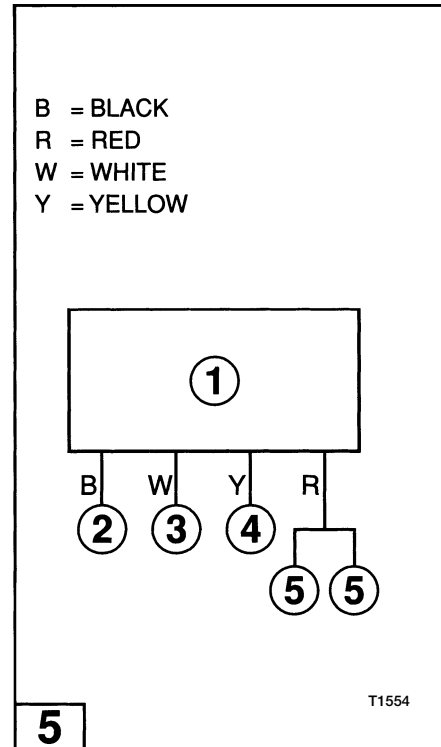 B = BLACK
R = RED
W = WHITE
Y = YELLOW
1
B W Y R
2 3 4
5 5
T1554
5